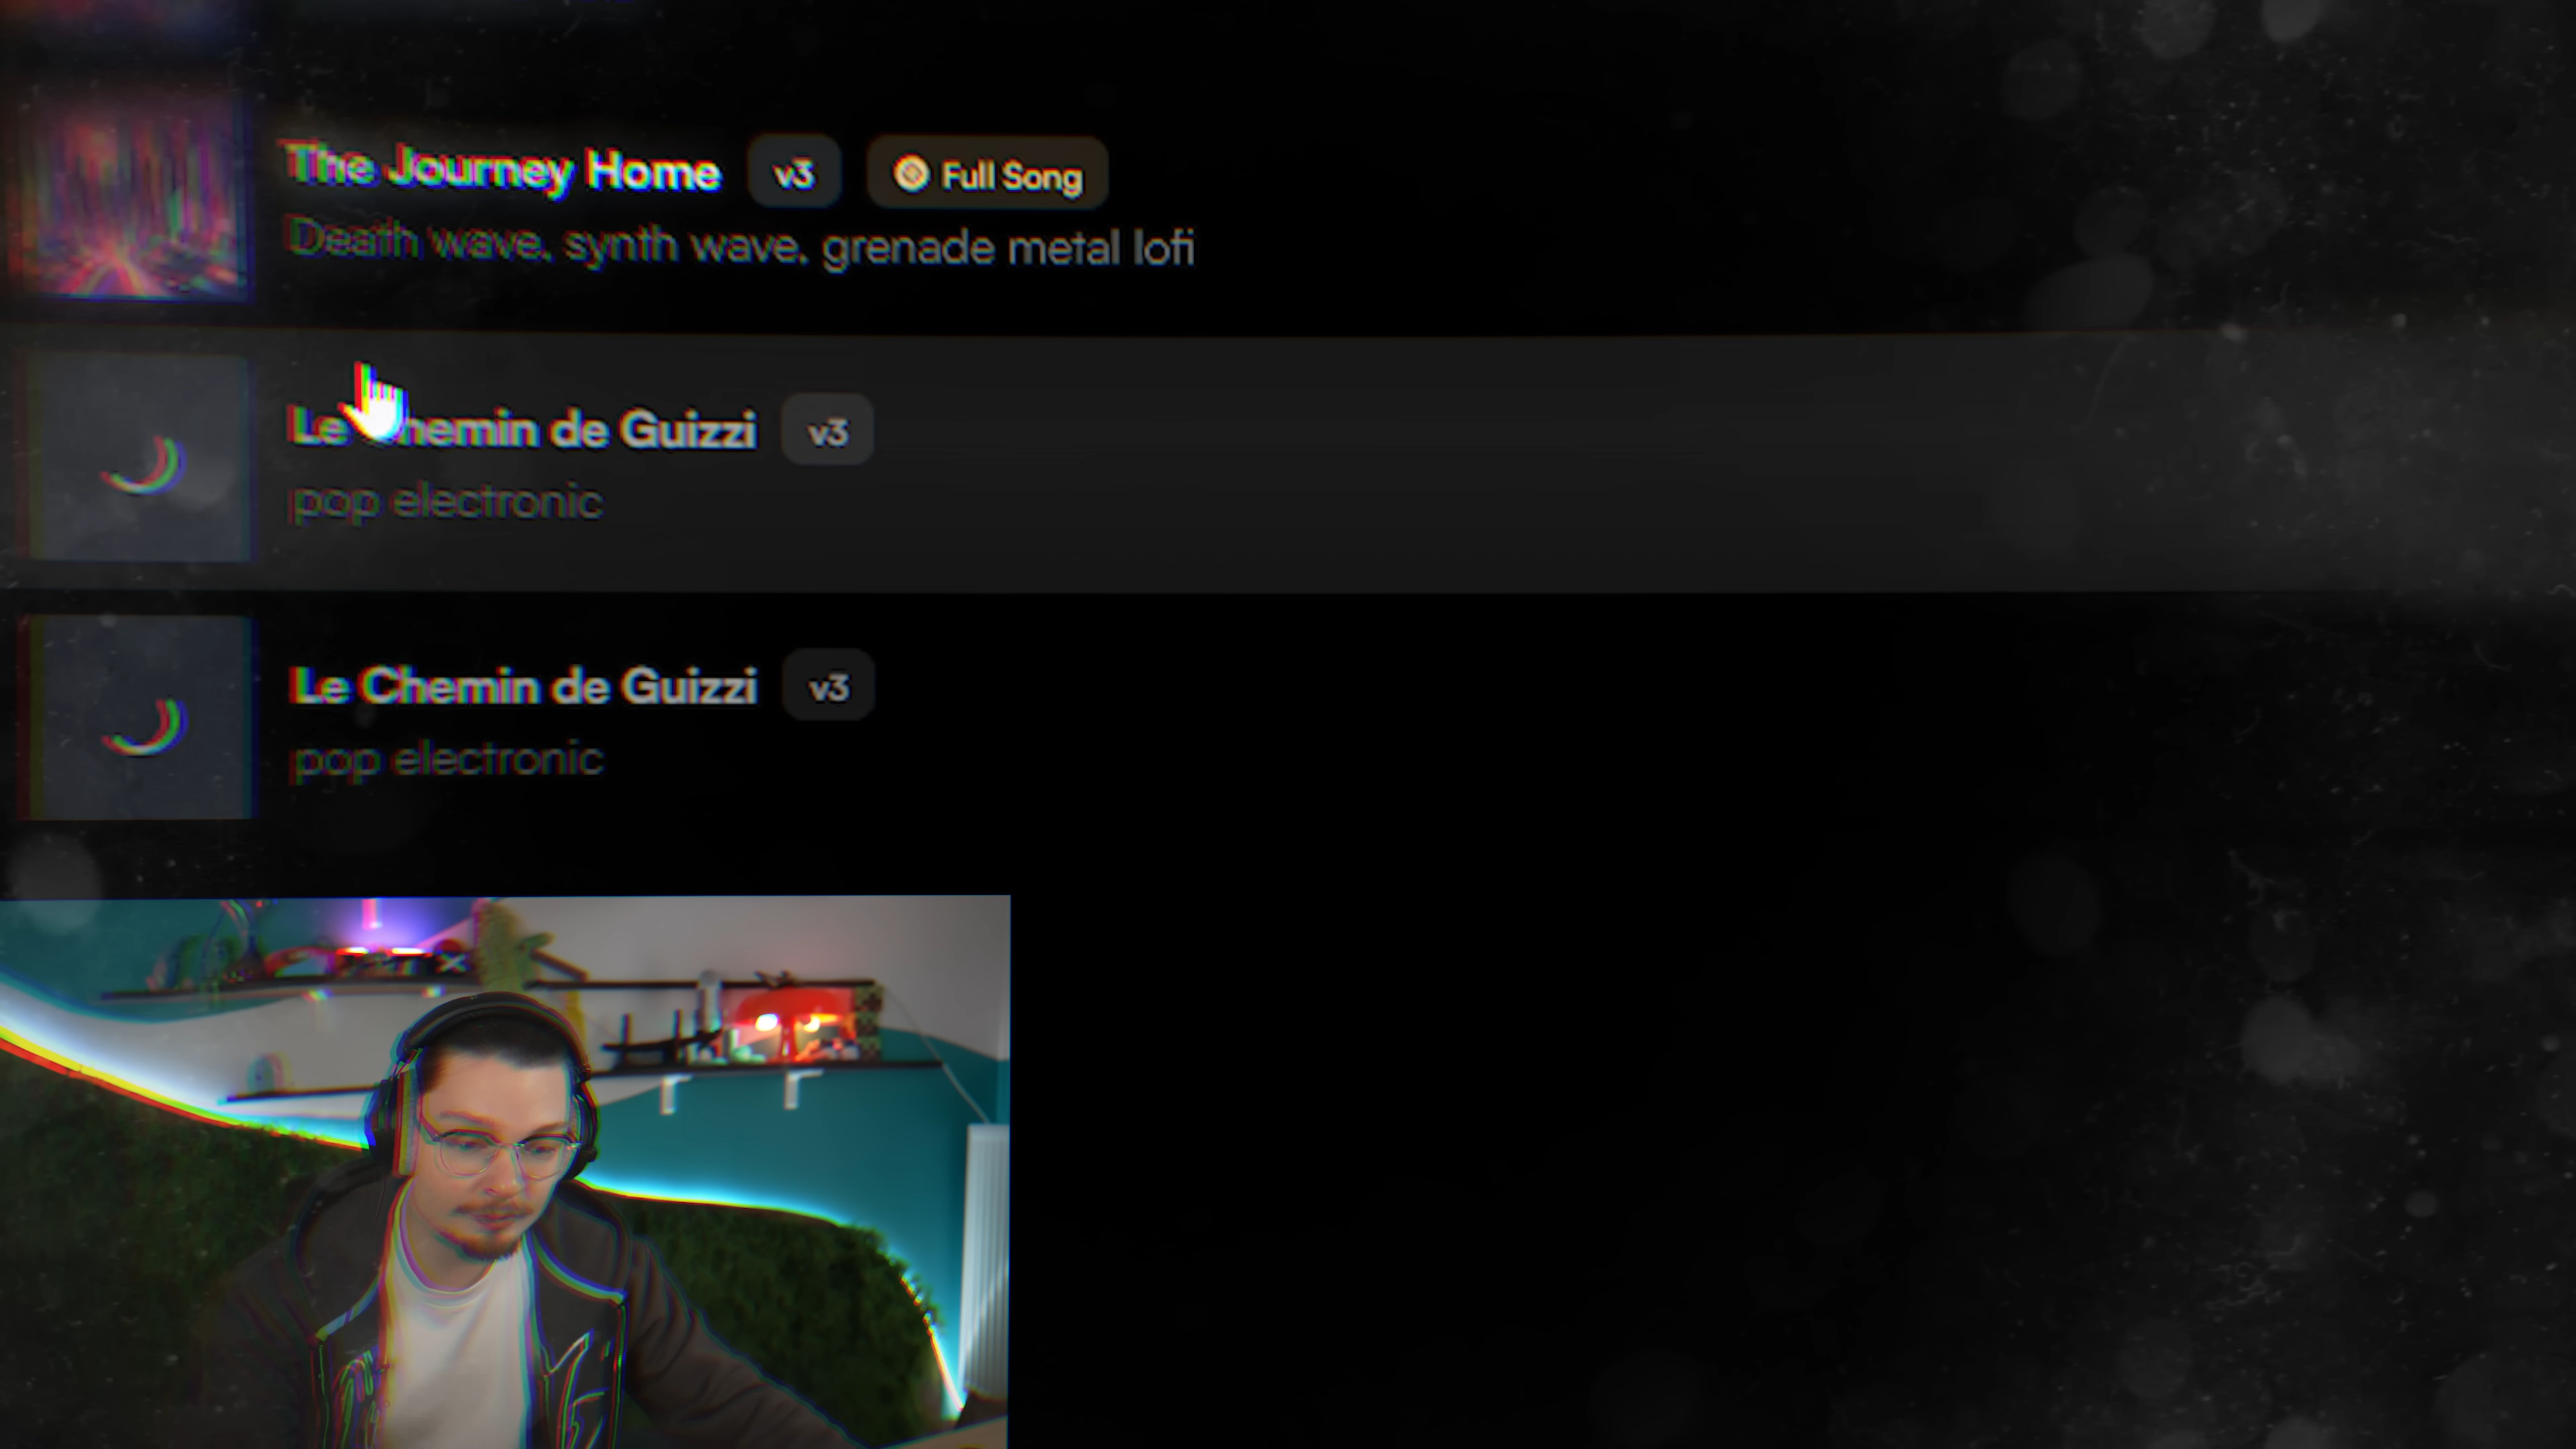 The Journey Home v3 Full Song
Death wave, synth wave, grenade metal lofi
Le Chemin de Guizzi v3
pop electronic
Le Chemin de Guizzi v3
pop electronic